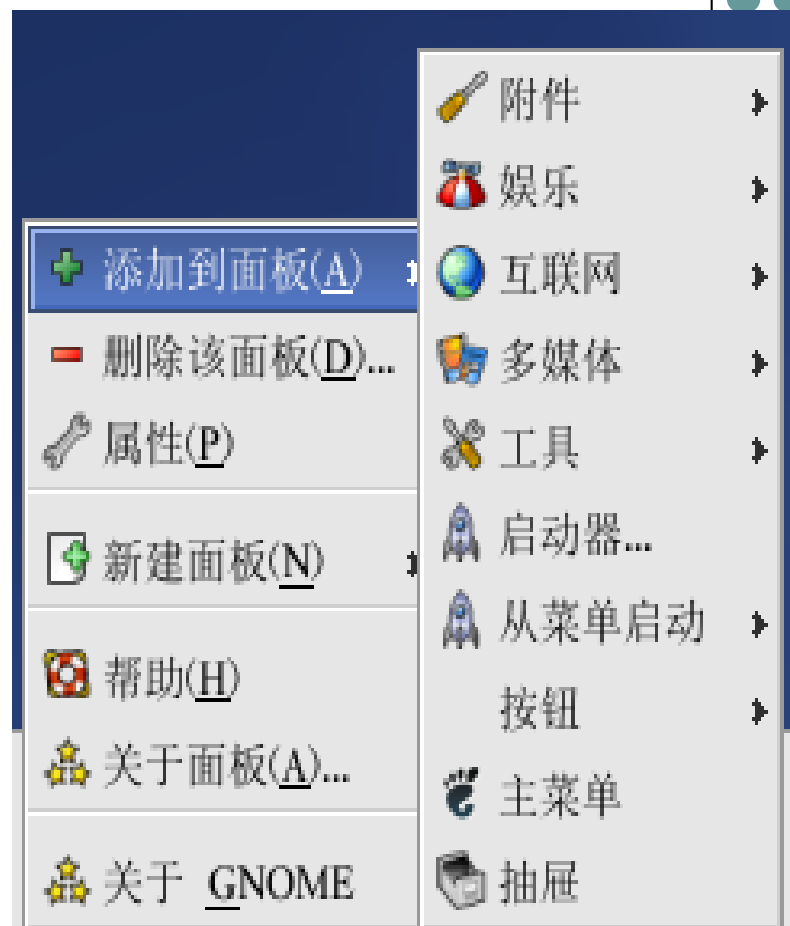 添加到面板(A)
删除该面板(D)...
属性(P)
新建面板(N)
帮助(H)
关于面板(A)...
关于 GNOME
附件
娱乐
互联网
多媒体
工具
启动器...
从菜单启动
按钮
主菜单
抽屉